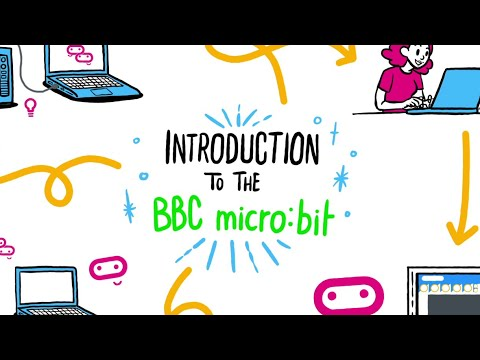 INTRODUCTION
TO THE
BBC micro:bit